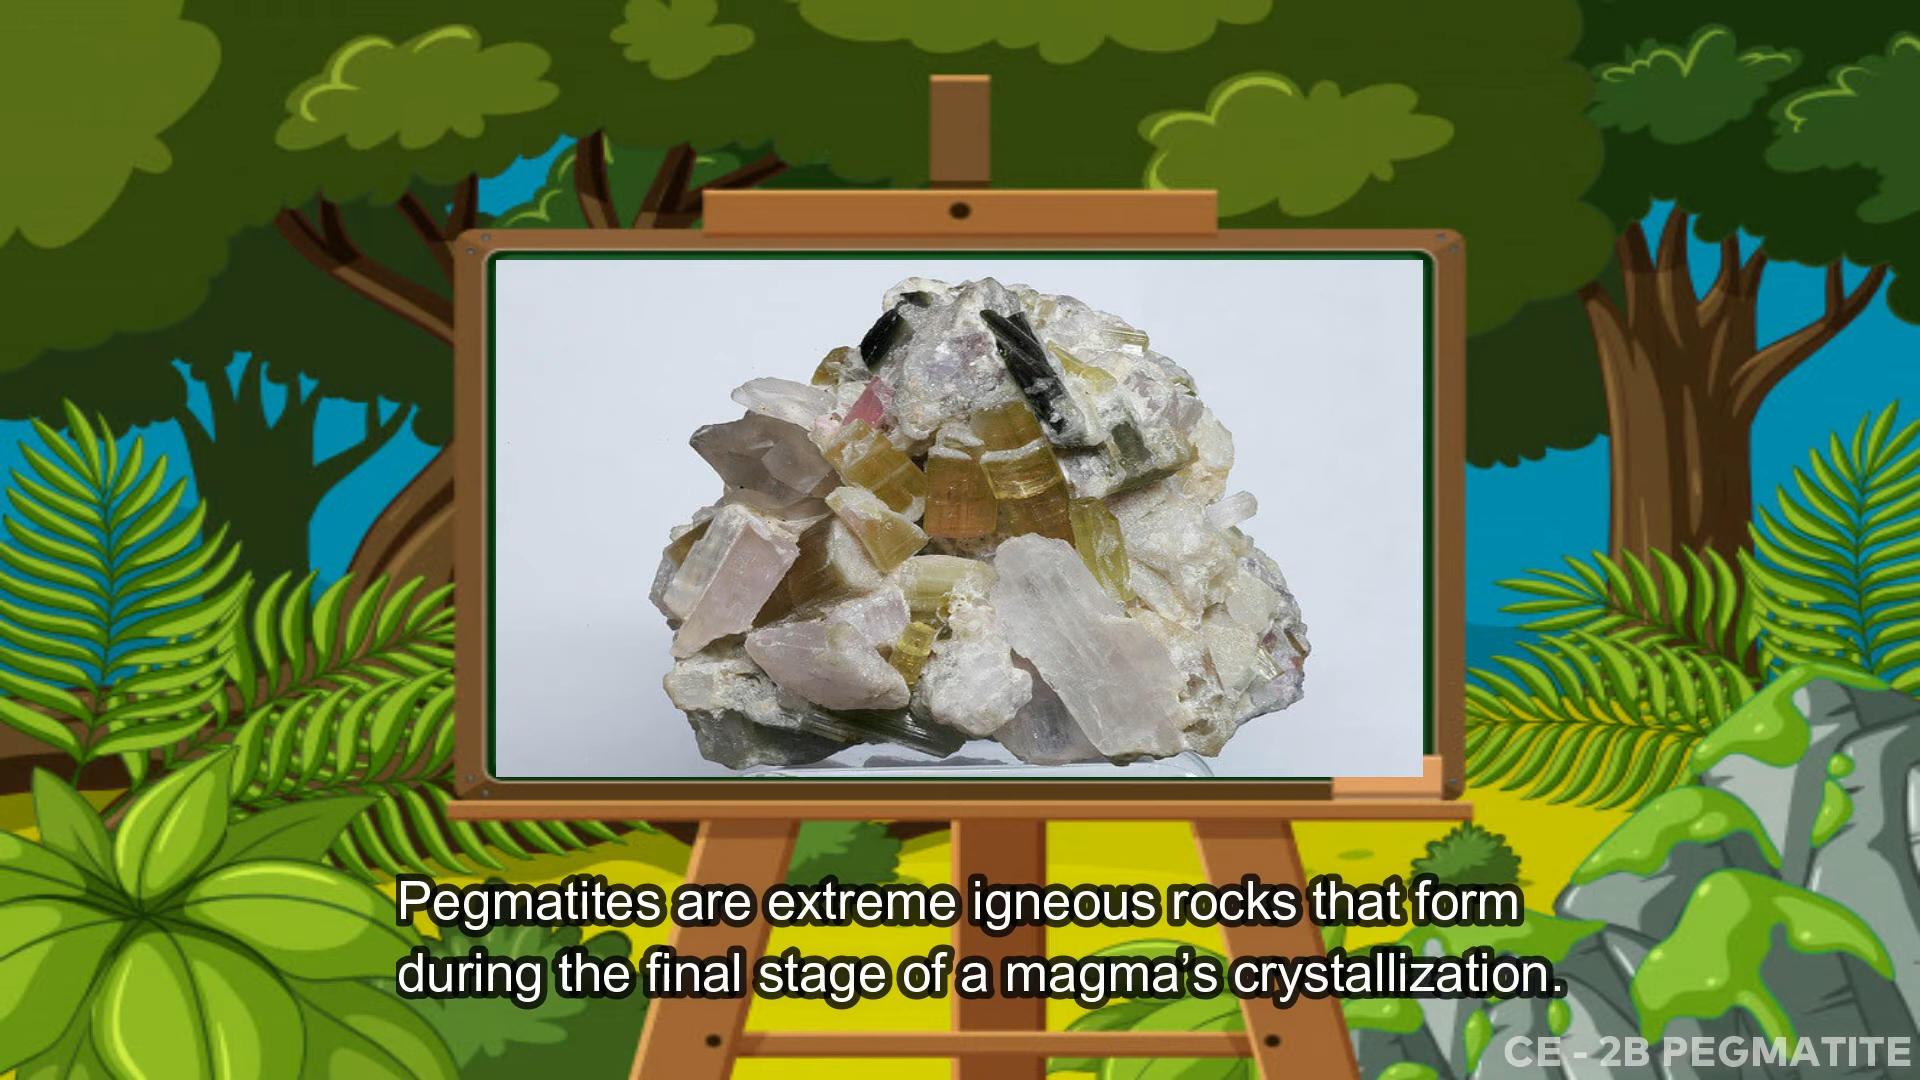 Pegmatites are extreme igneous rocks that form
during the final stage of a magma’s crystallization.
CE - 2B PEGMATITE